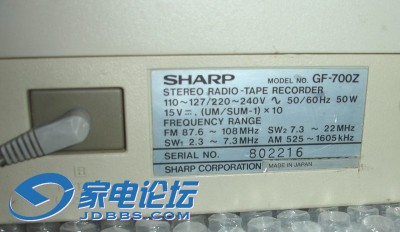 SHARP MODEL NO. GF-700Z
STEREO RADIO-TAPE RECORDER
110~127/220~240V ∿ 50/60Hz 50W
15V ⎓, (UM/SUM-1)×10
FREQUENCY RANGE
FM 87.6 ~ 108MHz SW2 7.3 ~ 22MHz
SW1 2.3 ~ 7.3MHz AM 525~1605kHz
SERIAL NO. 802216
SHARP CORPORATION MADE IN JAPAN
家电论坛
JDBBS.COM